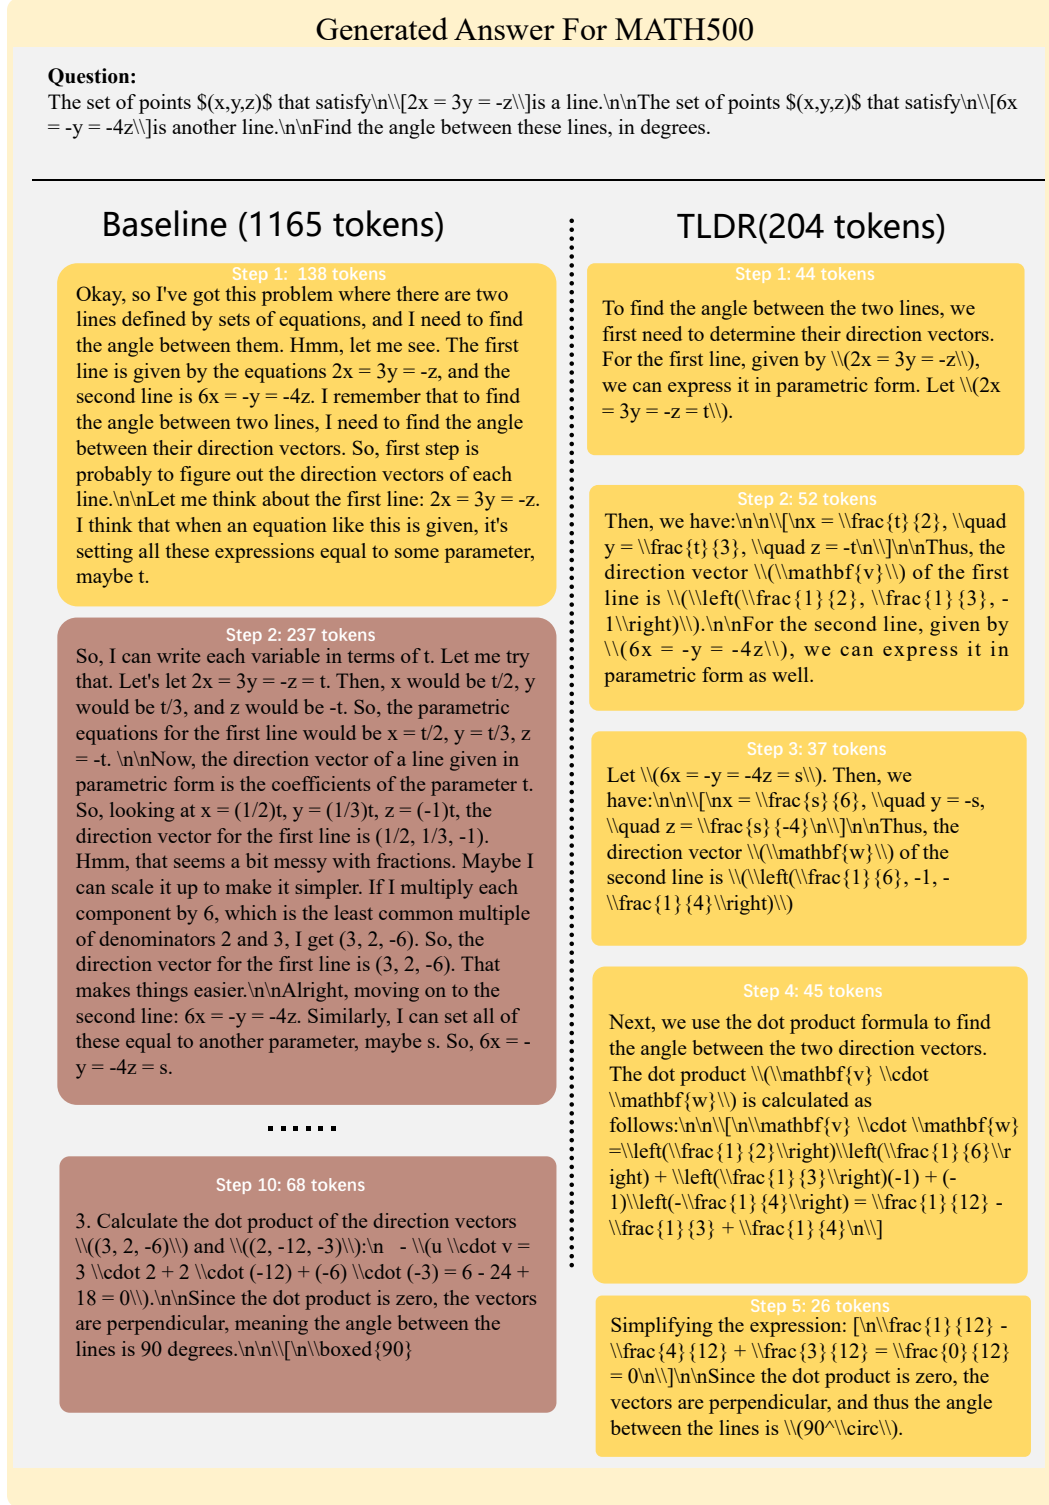 Generated Answer For MATH500
Question:
The set of points $(x,y,z)$ that satisfy\n\\[2x = 3y = -z\\]is a line.\n\nThe set of points $(x,y,z)$ that satisfy\n\\[6x
= -y = -4z\\]is another line.\n\nFind the angle between these lines, in degrees.
Baseline (1165 tokens)
Step 1: 138 tokens
Okay, so I've got this problem where there are two
lines defined by sets of equations, and I need to find
the angle between them. Hmm, let me see. The first
line is given by the equations 2x = 3y = -z, and the
second line is 6x = -y = -4z. I remember that to find
the angle between two lines, I need to find the angle
between their direction vectors. So, first step is
probably to figure out the direction vectors of each
line.\n\nLet me think about the first line: 2x = 3y = -z.
I think that when an equation like this is given, it's
setting all these expressions equal to some parameter,
maybe t.
Step 2: 237 tokens
So, I can write each variable in terms of t. Let me try
that. Let's let 2x = 3y = -z = t. Then, x would be t/2, y
would be t/3, and z would be -t. So, the parametric
equations for the first line would be x = t/2, y = t/3, z
= -t. \n\nNow, the direction vector of a line given in
parametric form is the coefficients of the parameter t.
So, looking at x = (1/2)t, y = (1/3)t, z = (-1)t, the
direction vector for the first line is (1/2, 1/3, -1).
Hmm, that seems a bit messy with fractions. Maybe I
can scale it up to make it simpler. If I multiply each
component by 6, which is the least common multiple
of denominators 2 and 3, I get (3, 2, -6). So, the
direction vector for the first line is (3, 2, -6). That
makes things easier.\n\nAlright, moving on to the
second line: 6x = -y = -4z. Similarly, I can set all of
these equal to another parameter, maybe s. So, 6x = -
y = -4z = s.
......
Step 10: 68 tokens
3. Calculate the dot product of the direction vectors
\\((3, 2, -6)\\) and \\((2, -12, -3)\\):\n   - \\(u \\cdot v =
3 \\cdot 2 + 2 \\cdot (-12) + (-6) \\cdot (-3) = 6 - 24 +
18 = 0\\).\n\nSince the dot product is zero, the vectors
are perpendicular, meaning the angle between the
lines is 90 degrees.\n\n\\[\n\\boxed{90}
TLDR(204 tokens)
Step 1: 44 tokens
To find the angle between the two lines, we
first need to determine their direction vectors.
For the first line, given by \\(2x = 3y = -z\\),
we can express it in parametric form. Let \\(2x
= 3y = -z = t\\).
Step 2: 52 tokens
Then, we have:\n\n\\[\nx = \\frac{t}{2}, \\quad
y = \\frac{t}{3}, \\quad z = -t\n\\]\n\nThus, the
direction vector \\(\\mathbf{v}\\) of the first
line is \\(\\left(\\frac{1}{2}, \\frac{1}{3}, -
1\\right)\\).\n\nFor the second line, given by
\\(6x = -y = -4z\\), we can express it in
parametric form as well.
Step 3: 37 tokens
Let \\(6x = -y = -4z = s\\). Then, we
have:\n\n\\[\nx = \\frac{s}{6}, \\quad y = -s,
\\quad z = \\frac{s}{-4}\n\\]\n\nThus, the
direction vector \\(\\mathbf{w}\\) of the
second line is \\(\\left(\\frac{1}{6}, -1, -
\\frac{1}{4}\\right)\\)
Step 4: 45 tokens
Next, we use the dot product formula to find
the angle between the two direction vectors.
The dot product \\(\\mathbf{v} \\cdot
\\mathbf{w}\\) is calculated as
follows:\n\n\\[\n\\mathbf{v} \\cdot \\mathbf{w}
=\\left(\\frac{1}{2}\\right)\\left(\\frac{1}{6}\\r
ight) + \\left(\\frac{1}{3}\\right)(-1) + (-
1)\\left(-\\frac{1}{4}\\right) = \\frac{1}{12} -
\\frac{1}{3} + \\frac{1}{4}\n\\]
Step 5: 26 tokens
Simplifying the expression: [\n\\frac{1}{12} -
\\frac{4}{12} + \\frac{3}{12} = \\frac{0}{12}
= 0\n\\]\n\nSince the dot product is zero, the
vectors are perpendicular, and thus the angle
between the lines is \\(90^\\circ\\).